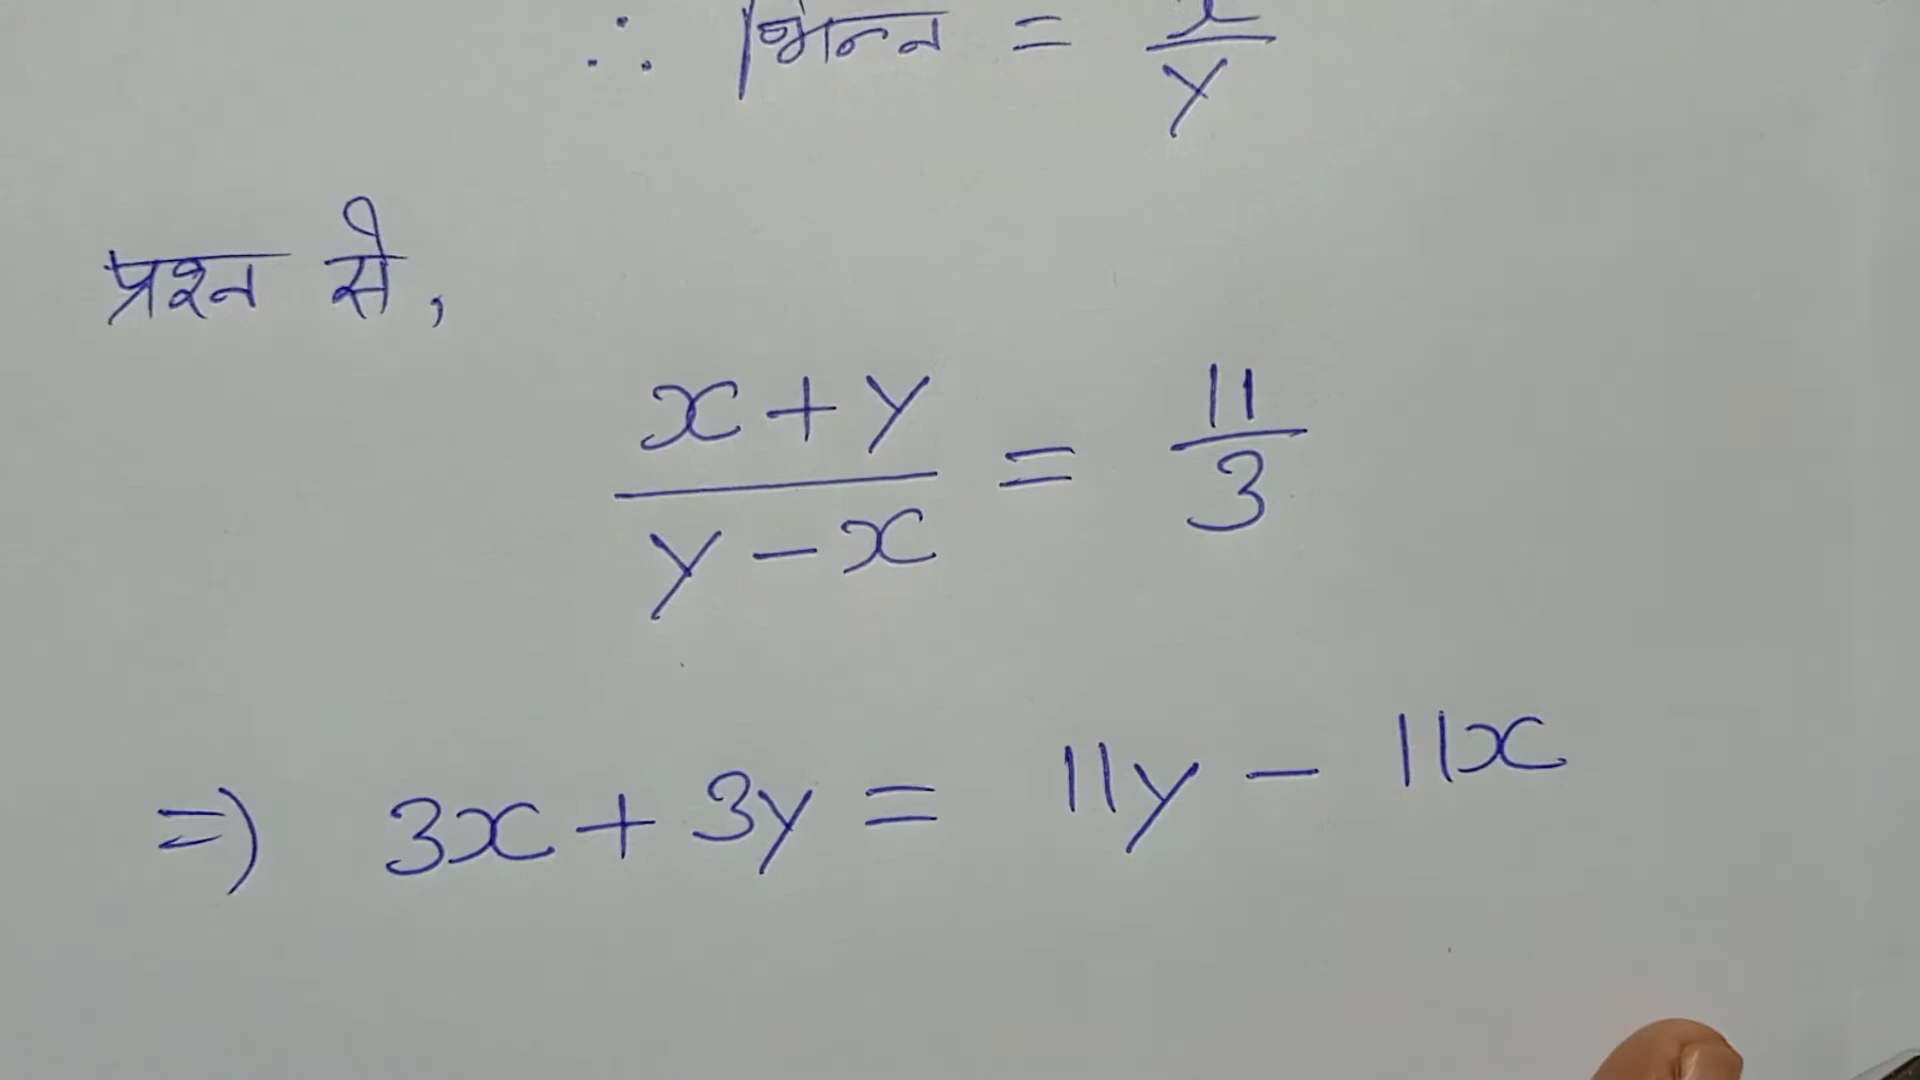 ∴ भिन्न = x/y
प्रश्न से,
x + y / y - x = 11/3
=) 3x + 3y = 11y - 11x